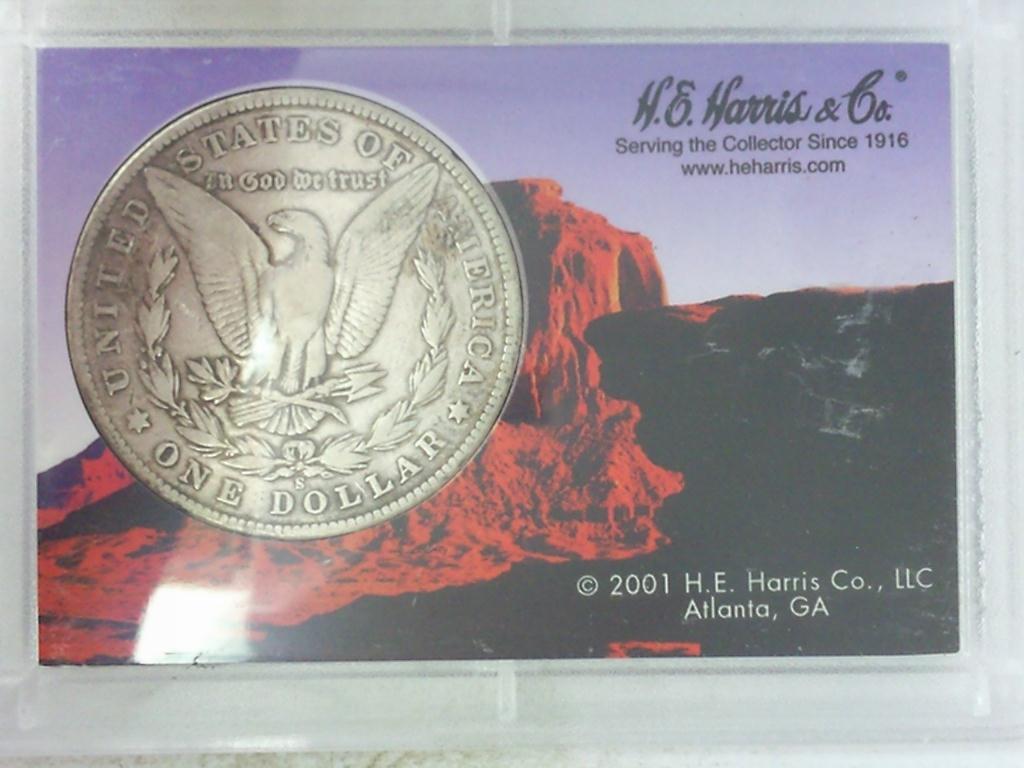 UNITED STATES OF AMERICA
In God we trust
ONE DOLLAR
S
H.E. Harris & Co.®
Serving the Collector Since 1916
www.heharris.com
© 2001 H.E. Harris Co., LLC
Atlanta, GA